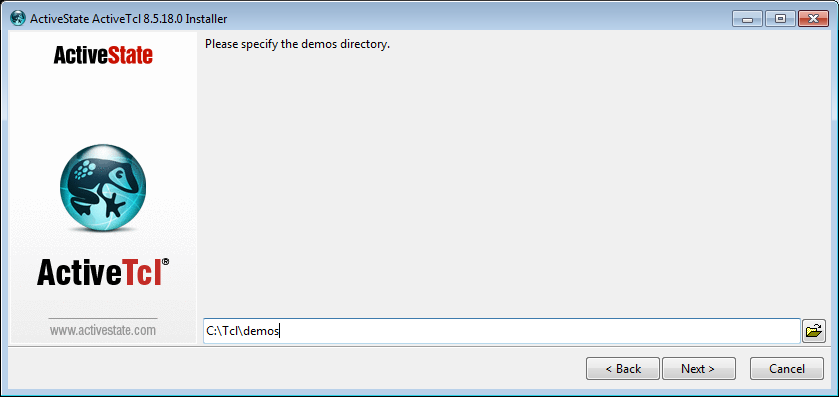 ActiveState ActiveTcl 8.5.18.0 Installer
ActiveState
Please specify the demos directory.
ActiveTcl®
www.activestate.com
C:\Tcl\demos
< Back
Next >
Cancel